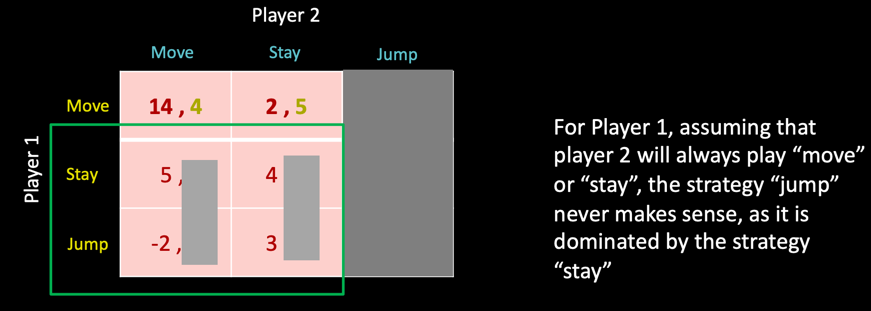 Player 2
Move Stay Jump
Move 14 , 4 2 , 5
Player 1
Stay 5 , 4
Jump -2 , 3
For Player 1, assuming that
player 2 will always play “move”
or “stay”, the strategy “jump”
never makes sense, as it is
dominated by the strategy
“stay”